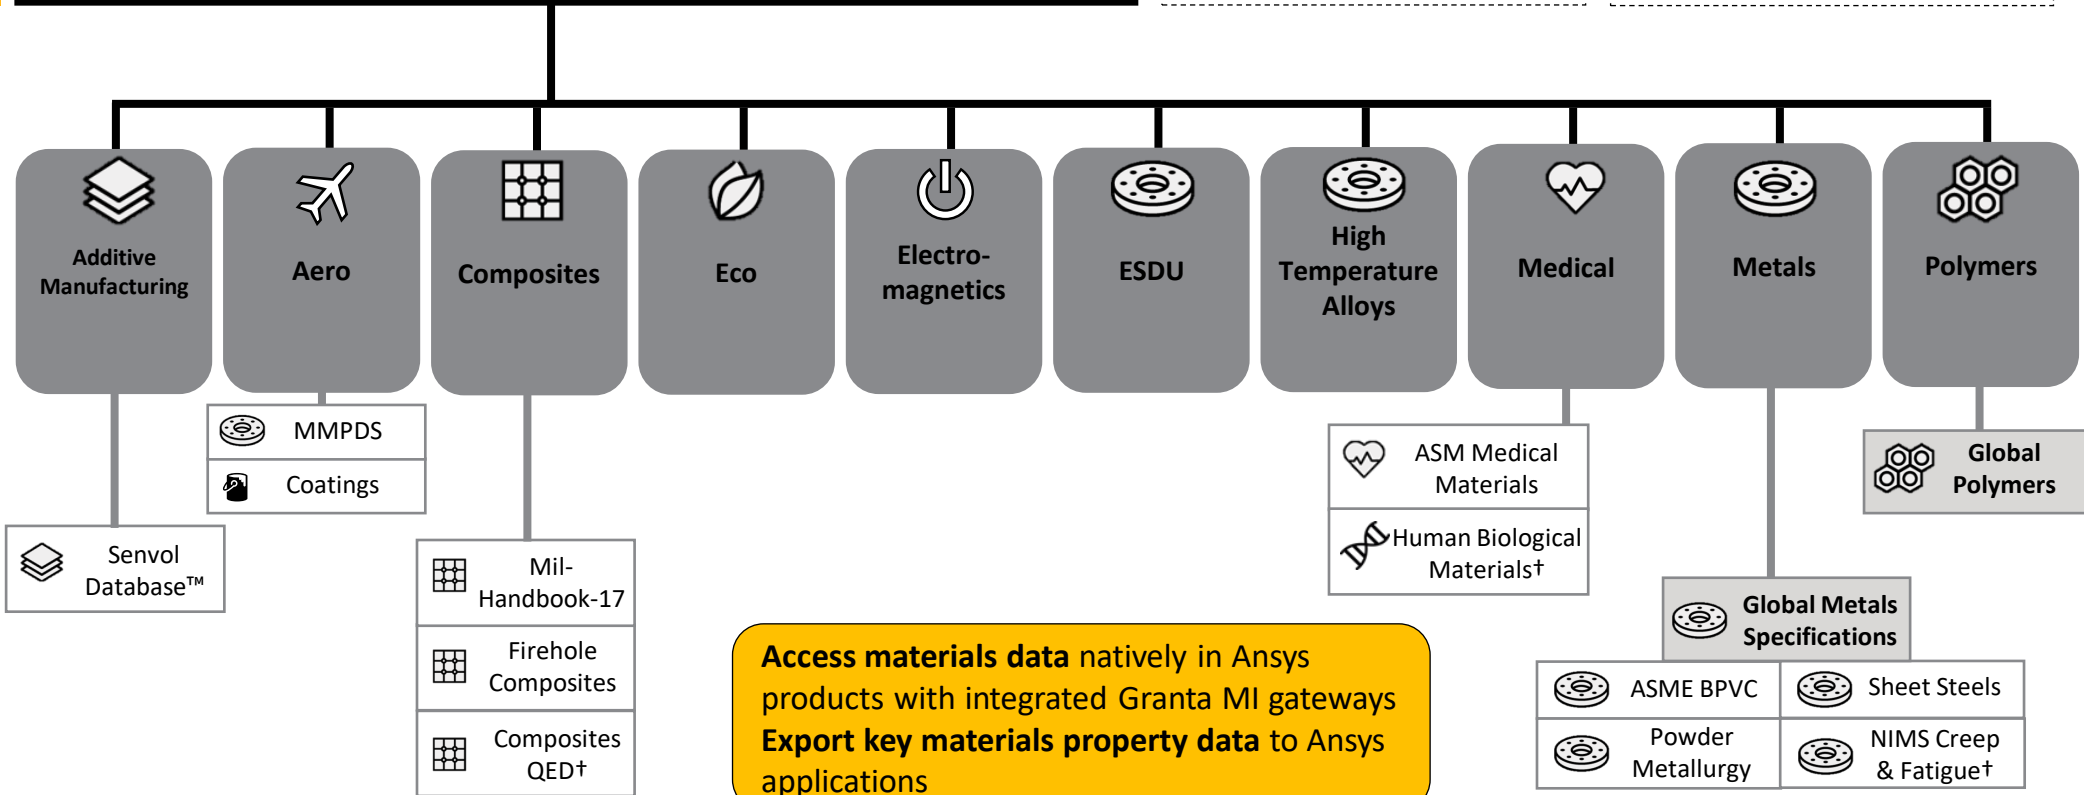 Additive
Manufacturing
Aero
Composites
Eco
Electro-
magnetics
ESDU
High
Temperature
Alloys
Medical
Metals
Polymers
MMPDS
Coatings
Senvol
Database™
Mil-
Handbook-17
Firehole
Composites
Composites
QED†
ASM Medical
Materials
Human Biological
Materials†
Global
Polymers
Global Metals
Specifications
ASME BPVC
Sheet Steels
Powder
Metallurgy
NIMS Creep
& Fatigue†
Access materials data natively in Ansys
products with integrated Granta MI gateways
Export key materials property data to Ansys
applications